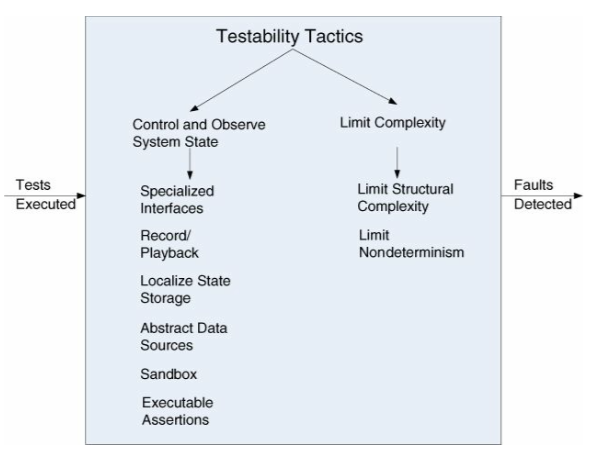 Testability Tactics
Control and Observe
System State
Limit Complexity
Tests
Executed
Specialized
Interfaces
Record/
Playback
Localize State
Storage
Abstract Data
Sources
Sandbox
Executable
Assertions
Limit Structural
Complexity
Limit
Nondeterminism
Faults
Detected